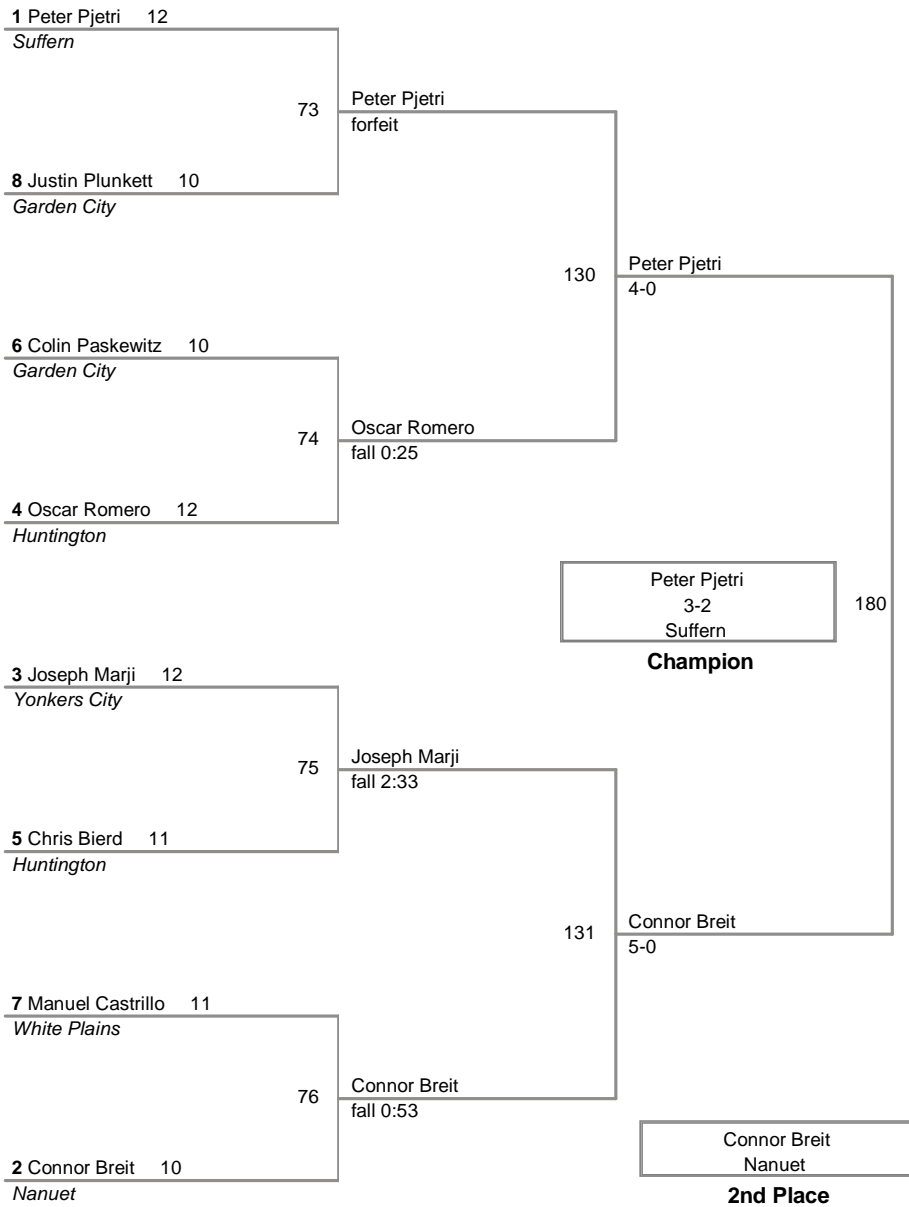 1 Peter Pjetri 12
Suffern
73
Peter Pjetri
forfeit
8 Justin Plunkett 10
Garden City
130
Peter Pjetri
4-0
6 Colin Paskewitz 10
Garden City
74
Oscar Romero
fall 0:25
4 Oscar Romero 12
Huntington
Peter Pjetri
3-2
Suffern
Champion
180
3 Joseph Marji 12
Yonkers City
75
Joseph Marji
fall 2:33
5 Chris Bierd 11
Huntington
131
Connor Breit
5-0
7 Manuel Castrillo 11
White Plains
76
Connor Breit
fall 0:53
2 Connor Breit 10
Nanuet
Connor Breit
Nanuet
2nd Place